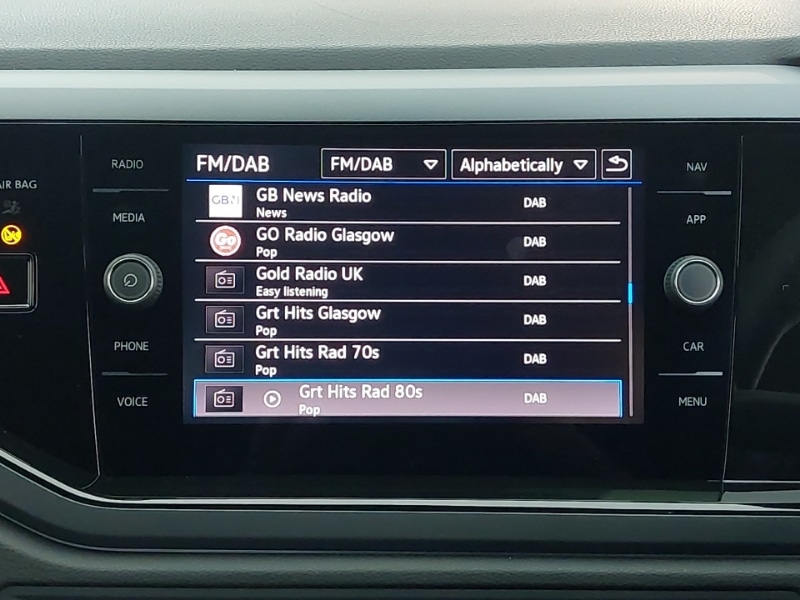 RADIO
MEDIA
PHONE
VOICE
AIR BAG
FM/DAB
FM/DAB
Alphabetically
GBN
GB News Radio
News
DAB
Go
GO Radio Glasgow
Pop
DAB
Gold Radio UK
Easy listening
DAB
Grt Hits Glasgow
Pop
DAB
Grt Hits Rad 70s
Pop
DAB
Grt Hits Rad 80s
Pop
DAB
NAV
APP
CAR
MENU